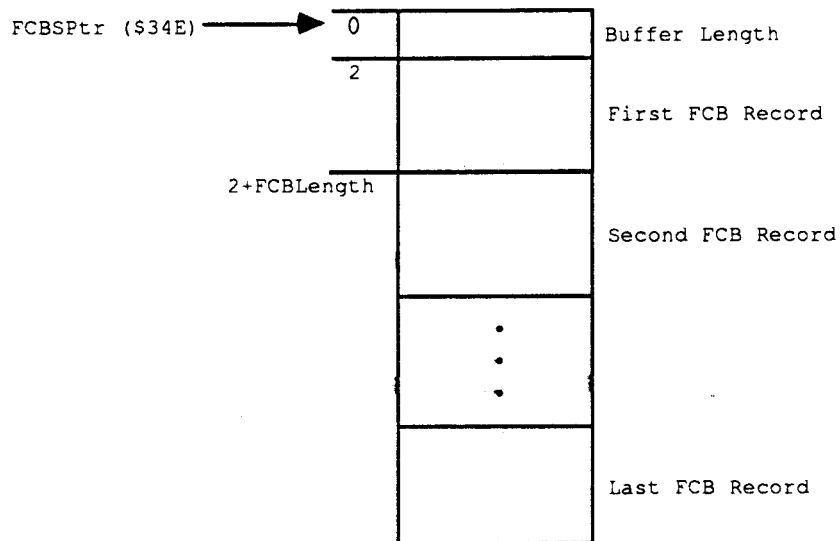 FCBSPtr ($34E)
0
Buffer Length
2
First FCB Record
2+FCBLength
Second FCB Record
Last FCB Record